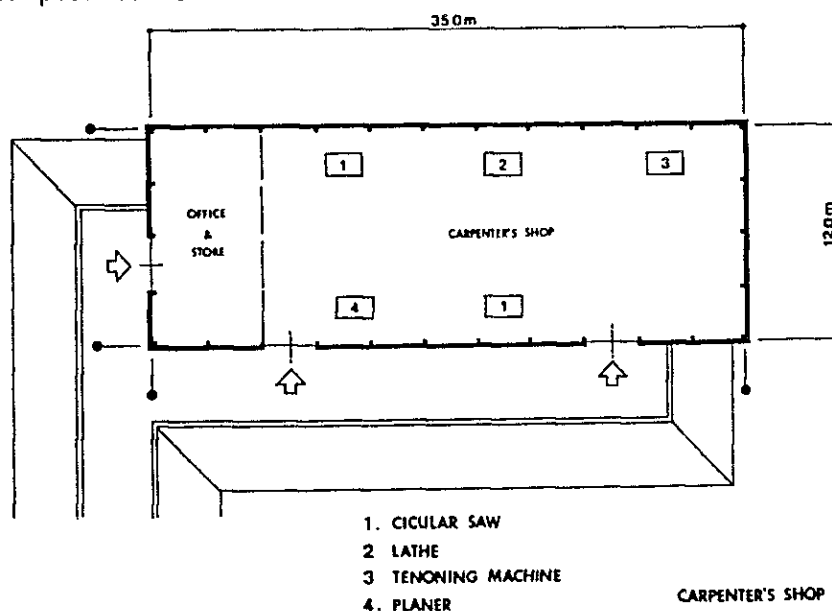 350m
1
2
3
OFFICE
&
STORE
CARPENTER'S SHOP
120m
4
1
1. CICULAR SAW
2 LATHE
3 TENONING MACHINE
4. PLANER
CARPENTER'S SHOP